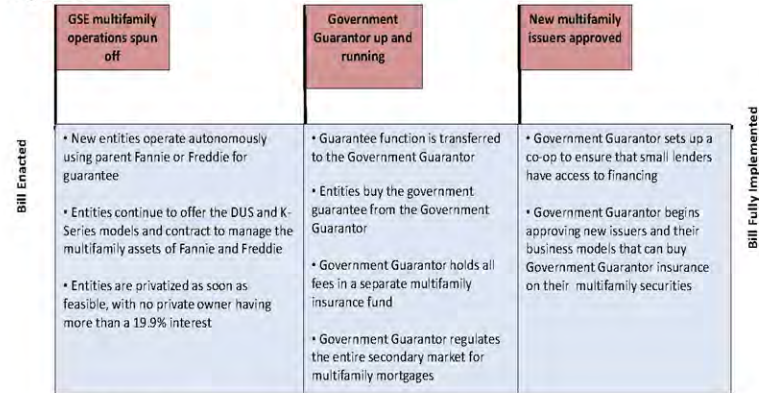 GSE multifamily
operations spun
off
Government
Guarantor up and
running
New multifamily
issuers approved
Bill Enacted
• New entities operate autonomously
using parent Fannie or Freddie for
guarantee
• Entities continue to offer the DUS and K-
Series models and contract to manage the
multifamily assets of Fannie and Freddie
• Entities are privatized as soon as
feasible, with no private owner having
more than a 19.9% interest
• Guarantee function is transferred
to the Government Guarantor
• Entities buy the government
guarantee from the Government
Guarantor
• Government Guarantor holds all
fees in a separate multifamily
insurance fund
• Government Guarantor regulates
the entire secondary market for
multifamily mortgages
• Government Guarantor sets up a
co-op to ensure that small lenders
have access to financing
• Government Guarantor begins
approving new issuers and their
business models that can buy
Government Guarantor insurance
on their multifamily securities
Bill Fully Implemented